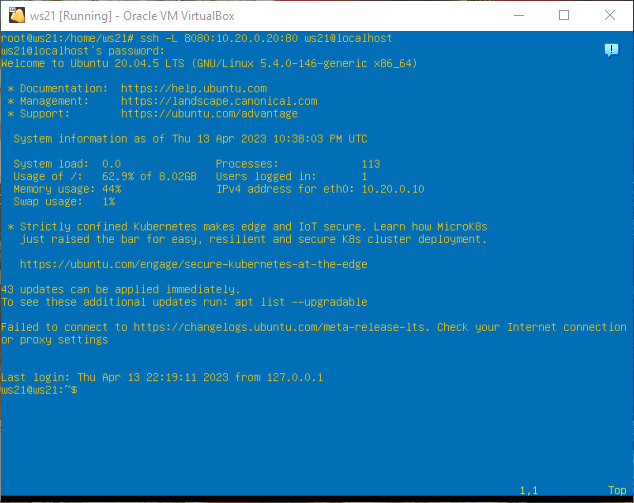 ws21 [Running] - Oracle VM VirtualBox
root@ws21:/home/ws21# ssh -L 8080:10.20.0.20:80 ws21@localhost
ws21@localhost's password:
Welcome to Ubuntu 20.04.5 LTS (GNU/Linux 5.4.0-146-generic x86_64)
* Documentation: https://help.ubuntu.com
* Management: https://landscape.canonical.com
* Support: https://ubuntu.com/advantage
System information as of Thu 13 Apr 2023 10:38:03 PM UTC
System load: 0.0 Processes: 113
Usage of /: 62.9% of 8.02GB Users logged in: 1
Memory usage: 44% IPv4 address for eth0: 10.20.0.10
Swap usage: 1%
* Strictly confined Kubernetes makes edge and IoT secure. Learn how MicroK8s
just raised the bar for easy, resilient and secure K8s cluster deployment.
https://ubuntu.com/engage/secure-kubernetes-at-the-edge
43 updates can be applied immediately.
To see these additional updates run: apt list --upgradable
Failed to connect to https://changelogs.ubuntu.com/meta-release-lts. Check your Internet connection
or proxy settings
Last login: Thu Apr 13 22:19:11 2023 from 127.0.0.1
ws21@ws21:~$
1,1 Top